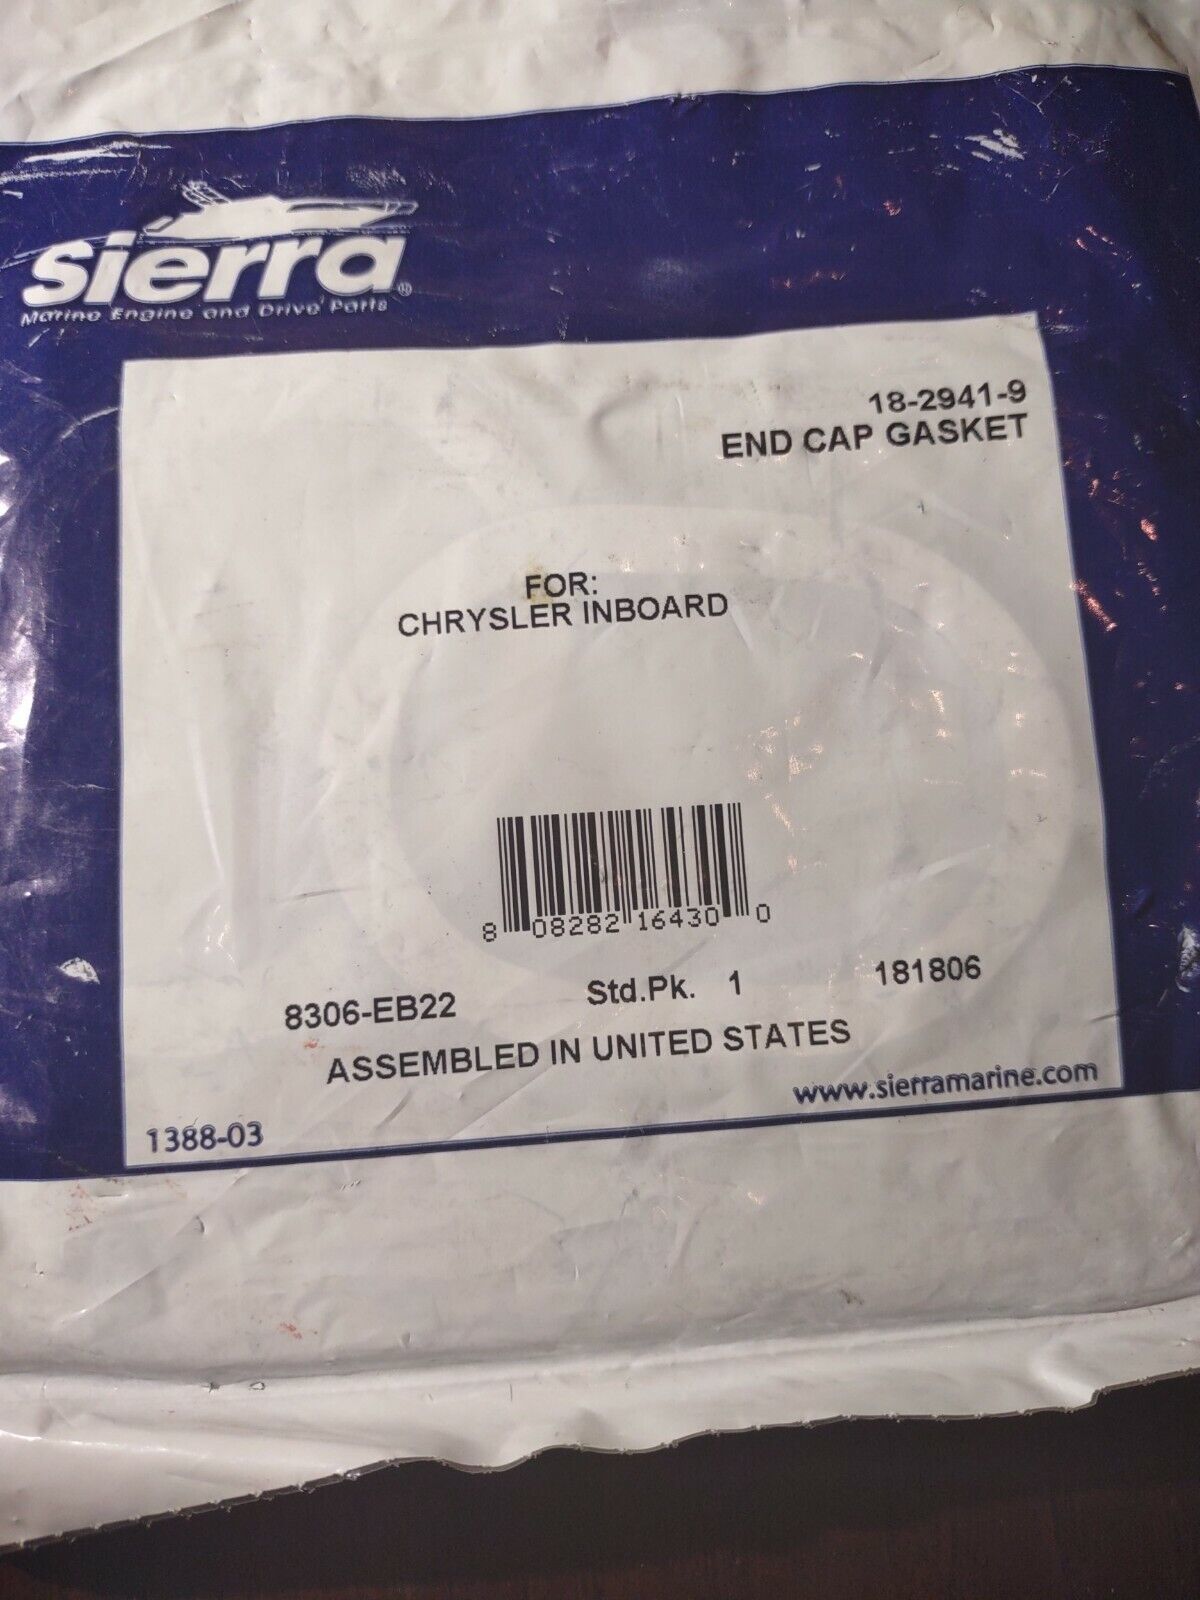 sierra®
Marine Engine and Drive Parts
18-2941-9
END CAP GASKET
FOR:
CHRYSLER INBOARD
8 08282 16430 0
8306-EB22 Std.Pk. 1 181806
ASSEMBLED IN UNITED STATES
www.sierramarine.com
1388-03